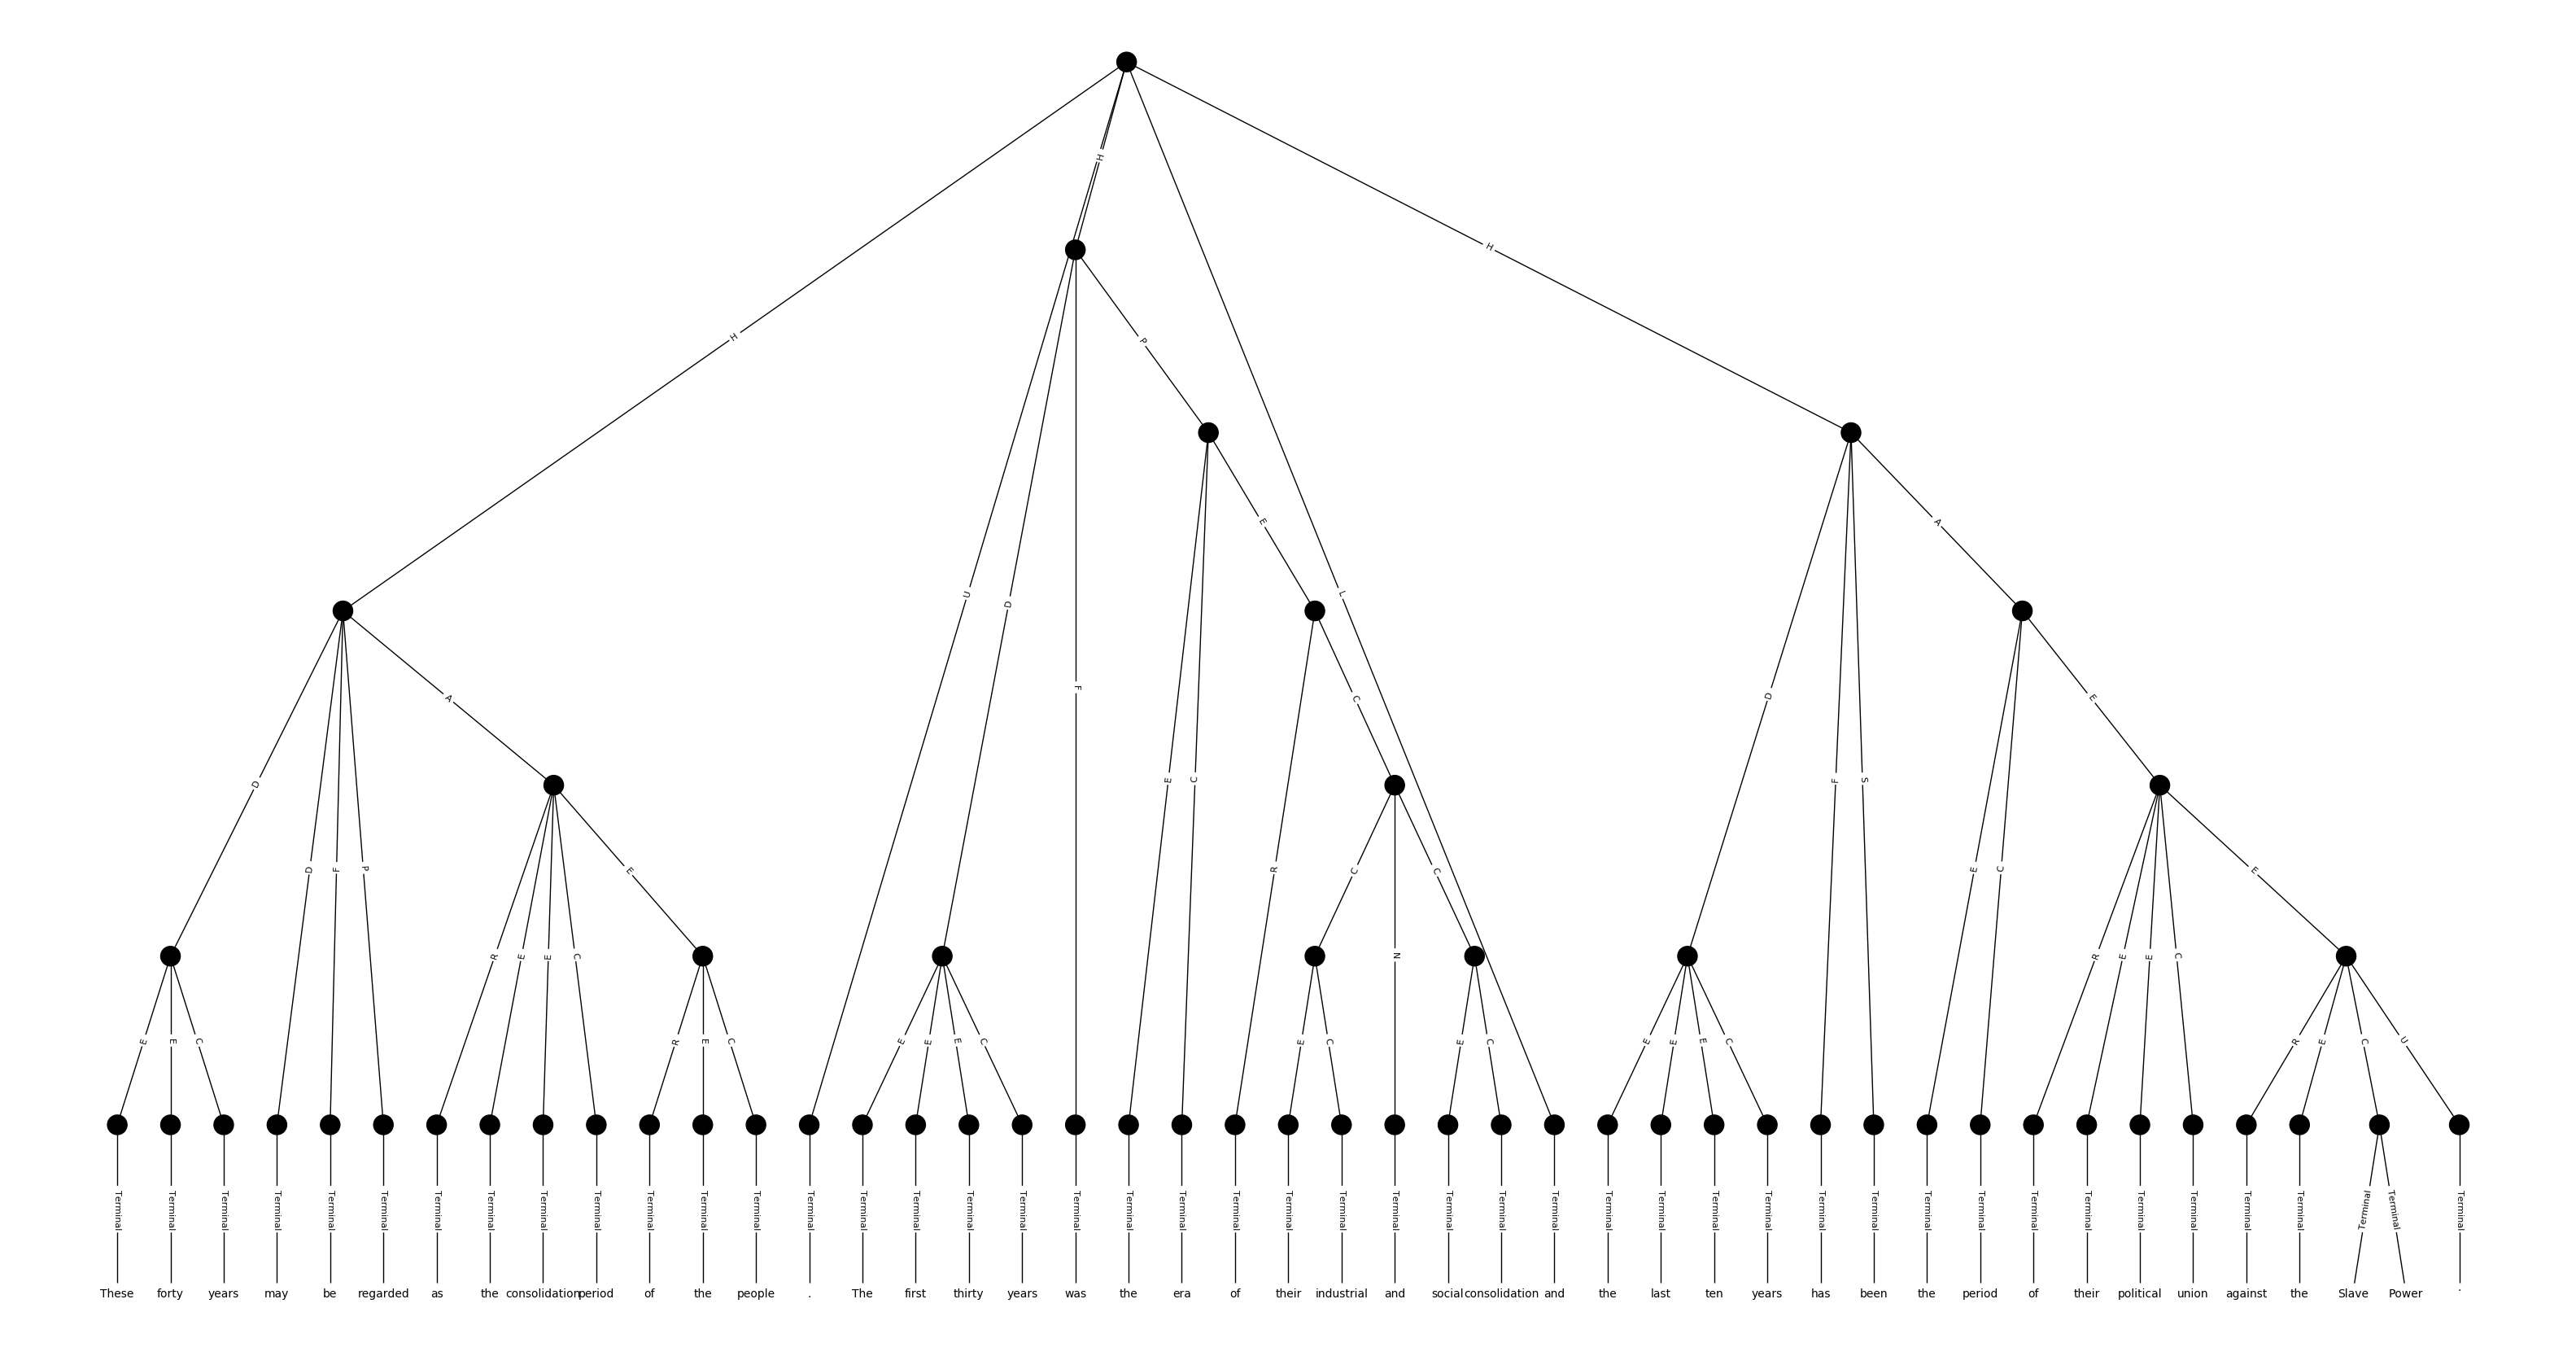 H
H
H
P
H
E
A
U
L
D
F
D
C
A
E
D
E
C
F
S
D
F
P
E
R
C
E
C
E
R
E
E
C
C
N
R
E
E
C
E
E
C
R
E
C
E
E
E
C
E
C
E
C
E
E
E
C
R
E
C
U
Terminal Terminal Terminal Terminal Terminal Terminal Terminal Terminal Terminal Terminal Terminal Terminal Terminal Terminal Terminal Terminal Terminal Terminal Terminal Terminal Terminal Terminal Terminal Terminal Terminal Terminal Terminal Terminal Terminal Terminal Terminal Terminal Terminal Terminal Terminal Terminal Terminal Terminal Terminal Terminal Terminal Terminal Terminal Terminal Terminal
These forty years may be regarded as the consolidation period of the people . The first thirty years was the era of their industrial and social consolidation and the last ten years has been the period of their political union against the Slave Power .